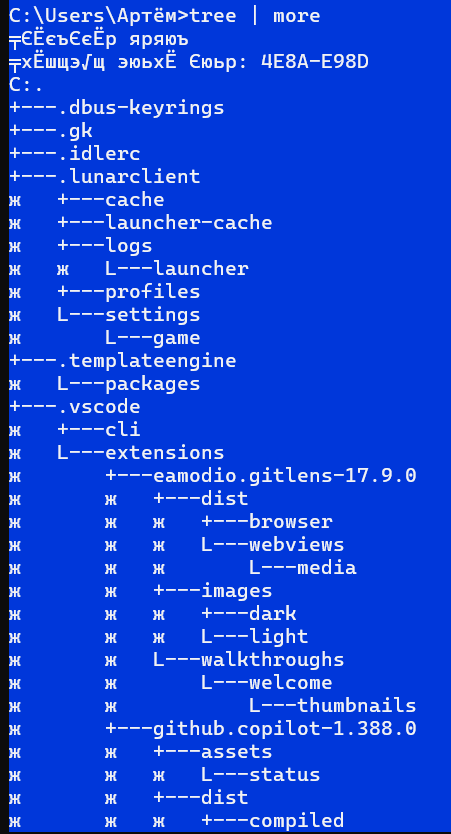 C:\Users\Артём>tree | more
╤ЄЁєъЄєЁр яряюъ
╤хЁшщэ√щ эюьхЁ Єюьр: 4E8A-E98D
C:.
+---.dbus-keyrings
+---.gk
+---.idlerc
+---.lunarclient
ж   +---cache
ж   +---launcher-cache
ж   +---logs
ж   ж   L---launcher
ж   +---profiles
ж   L---settings
ж       L---game
+---.templateengine
ж   L---packages
+---.vscode
ж   +---cli
ж   L---extensions
ж       +---eamodio.gitlens-17.9.0
ж       ж   +---dist
ж       ж   ж   +---browser
ж       ж   ж   L---webviews
ж       ж   ж       L---media
ж       ж   +---images
ж       ж   ж   +---dark
ж       ж   ж   L---light
ж       ж   L---walkthroughs
ж       ж       L---welcome
ж       ж           L---thumbnails
ж       +---github.copilot-1.388.0
ж       ж   +---assets
ж       ж   ж   L---status
ж       ж   +---dist
ж       ж   ж   +---compiled